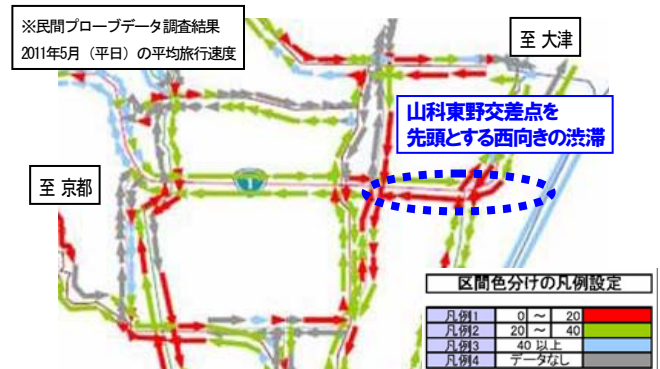 ※民間プローブデータ調査結果
2011年5月（平日）の平均旅行速度
至 大津
山科東野交差点を
先頭とする西向きの渋滞
至 京都
1
区間色分けの凡例設定
凡例1 0 ～ 20
凡例2 20 ～ 40
凡例3 40 以上
凡例4 データなし